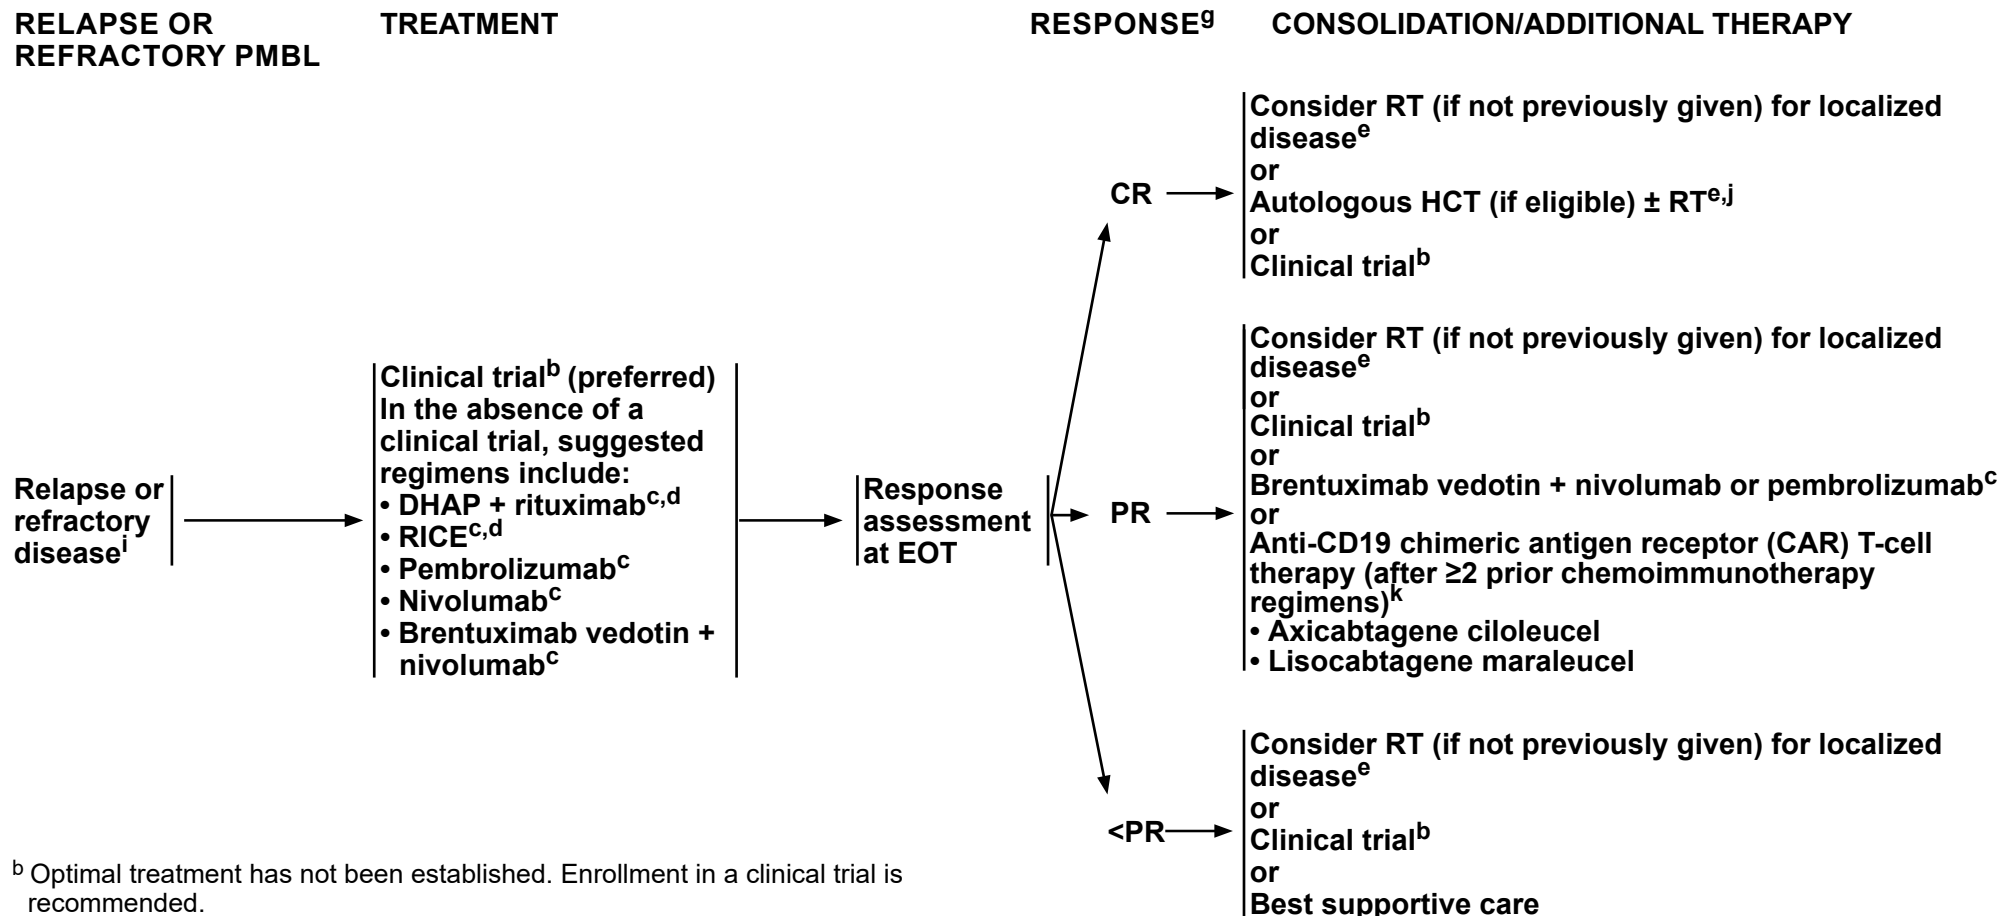 RELAPSE OR
REFRACTORY PMBL
TREATMENT
RESPONSEg
CONSOLIDATION/ADDITIONAL THERAPY
Relapse or
refractory
diseasei
Clinical trialb (preferred)
In the absence of a
clinical trial, suggested
regimens include:
• DHAP + rituximabc,d
• RICEc,d
• Pembrolizumabc
• Nivolumabc
• Brentuximab vedotin +
nivolumabc
Response
assessment
at EOT
CR
Consider RT (if not previously given) for localized
diseasee
or
Autologous HCT (if eligible) ± RTe,j
or
Clinical trialb
PR
Consider RT (if not previously given) for localized
diseasee
or
Clinical trialb
or
Brentuximab vedotin + nivolumab or pembrolizumabc
or
Anti-CD19 chimeric antigen receptor (CAR) T-cell
therapy (after ≥2 prior chemoimmunotherapy
regimens)k
• Axicabtagene ciloleucel
• Lisocabtagene maraleucel
<PR
Consider RT (if not previously given) for localized
diseasee
or
Clinical trialb
or
Best supportive care
b Optimal treatment has not been established. Enrollment in a clinical trial is
recommended.